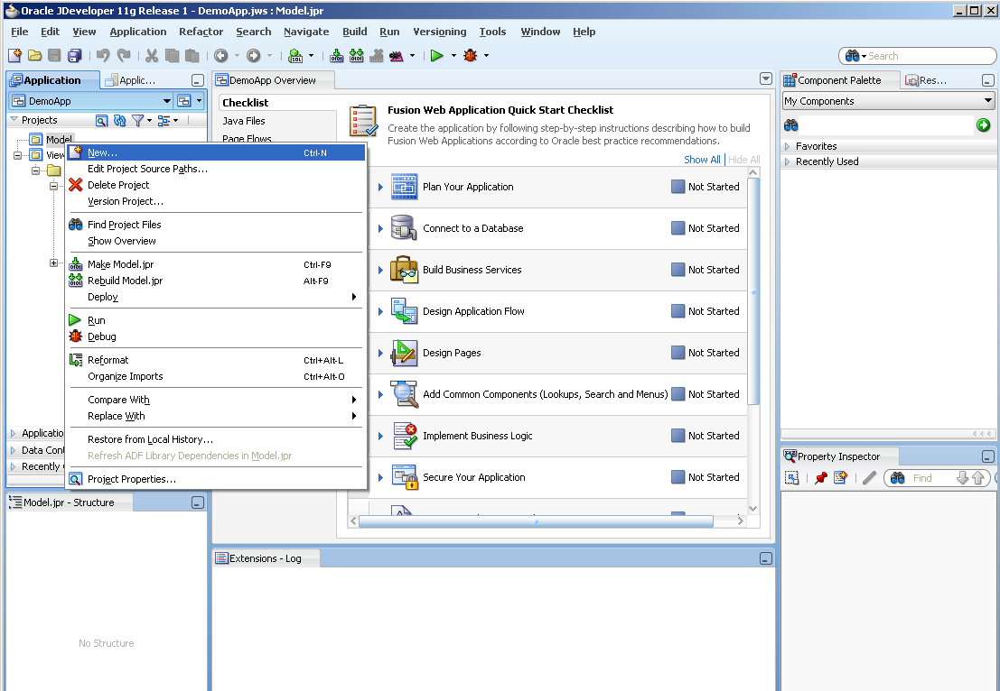 Oracle JDeveloper 11g Release 1 - DemoApp.jws : Model.jpr
File Edit View Application Refactor Search Navigate Build Run Versioning Tools Window Help
Search
Application
Applic...
DemoApp
Projects
Model
View
New... Ctrl-N
Edit Project Source Paths...
Delete Project
Version Project...
Find Project Files
Show Overview
Make Model.jpr Ctrl-F9
Rebuild Model.jpr Alt-F9
Deploy
Run
Debug
Reformat Ctrl+Alt-L
Organize Imports Ctrl+Alt-O
Compare With
Replace With
Restore from Local History...
Refresh ADF Library Dependencies in Model.jpr
Project Properties...
Applicatio
Data Cont
Recently
Model.jpr - Structure
No Structure
DemoApp Overview
Checklist
Java Files
Page Flows
Fusion Web Application Quick Start Checklist
Create the application by following step-by-step instructions describing how to build
Fusion Web Applications according to Oracle best practice recommendations.
Show All | Hide All
Plan Your Application Not Started
Connect to a Database Not Started
Build Business Services Not Started
Design Application Flow Not Started
Design Pages Not Started
Add Common Components (Lookups, Search and Menus) Not Started
Implement Business Logic Not Started
Secure Your Application Not Started
Extensions - Log
Component Palette
Res...
My Components
Favorites
Recently Used
Property Inspector
Find